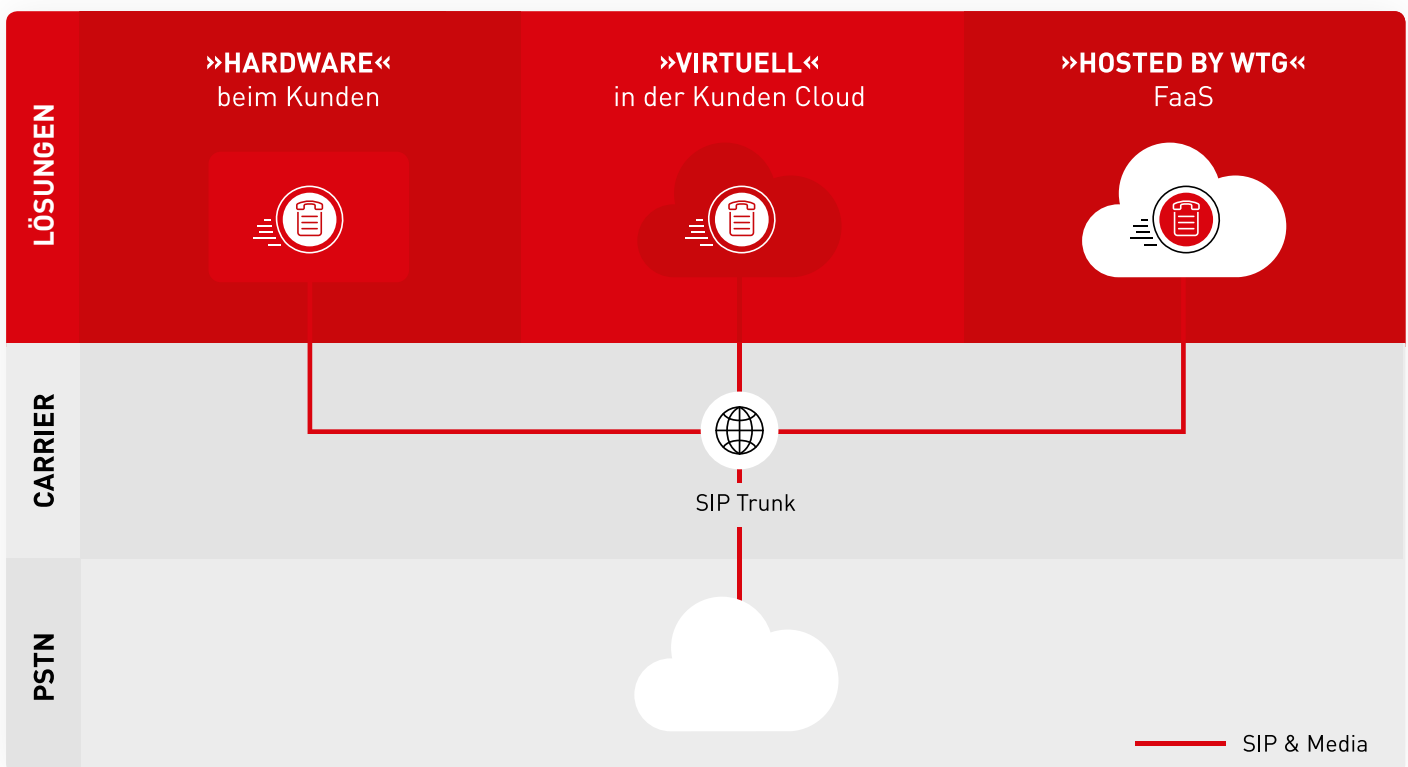 LÖSUNGEN
»HARDWARE«
beim Kunden
»VIRTUELL«
in der Kunden Cloud
»HOSTED BY WTG«
FaaS
CARRIER
SIP Trunk
PSTN
SIP & Media